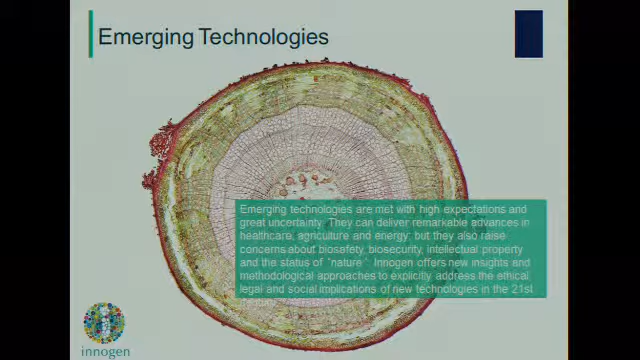 Emerging Technologies
Emerging technologies are met with high expectations and
great uncertainty. They can deliver remarkable advances in
healthcare, agriculture and energy, but they also raise
concerns about biosafety, biosecurity, intellectual property
and the status of "nature". Innogen offers new insights and
methodological approaches to explicitly address the ethical
legal and social implications of new technologies in the 21st
century.
innogen